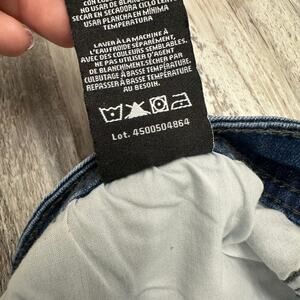 NO USAR DE BLANQUEADOR
SECAR EN SECADORA CICLO LEVE
USAR PLANCHA EN MÍNIMA
TEMPERATURA
LAVER À LA MACHINE À
L'EAU FROIDE SÉPARÉMENT,
AVEC DES COULEURS SEMBLABLES.
NE PAS UTILISER D'AGENT
DE BLANCHIMENT.SÉCHER PAR
CULBUTAGE À BASSE TEMPÉRATURE.
REPASSER À BASSE TEMPÉRATURE,
AU BESOIN.
Lot. 4500504864